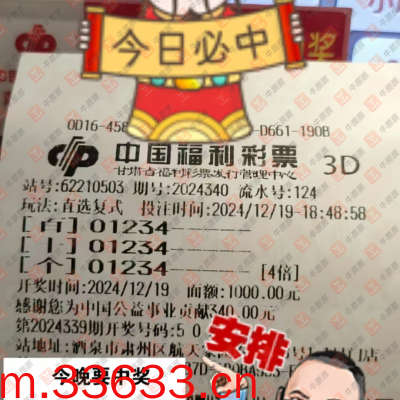 今日必中
奖
0D16-458
D661-190B
中国福利彩票 3D
甘肃省福利彩票发行管理中心
站号:62210503 期号:2024340 流水号:124
玩法:直选复式 投注时间:2024/12/19-18:48:58
[百]01234------
[十]01234------
[个]01234------ [4倍]
开奖时间:2024/12/19 面额:1000.00元
感谢您为中国公益事业贡献340.00元
第2024339期开奖号码:5 0
站地址:酒泉市肃州区航天
安排
今晚要中奖
m.33633.cn